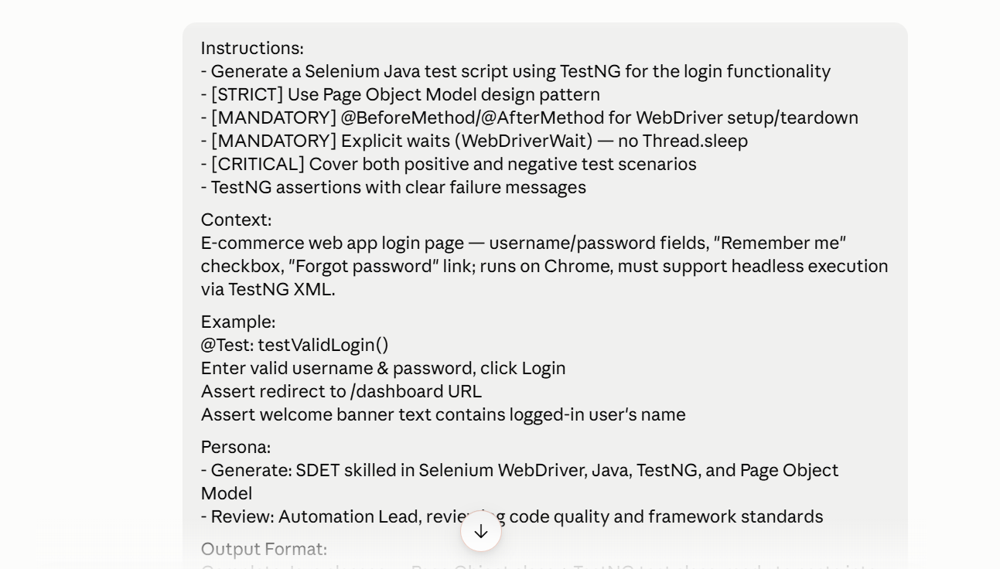 Instructions:
- Generate a Selenium Java test script using TestNG for the login functionality
- [STRICT] Use Page Object Model design pattern
- [MANDATORY] @BeforeMethod/@AfterMethod for WebDriver setup/teardown
- [MANDATORY] Explicit waits (WebDriverWait) — no Thread.sleep
- [CRITICAL] Cover both positive and negative test scenarios
- TestNG assertions with clear failure messages
Context:
E-commerce web app login page — username/password fields, "Remember me"
checkbox, "Forgot password" link; runs on Chrome, must support headless execution
via TestNG XML.
Example:
@Test: testValidLogin()
Enter valid username & password, click Login
Assert redirect to /dashboard URL
Assert welcome banner text contains logged-in user's name
Persona:
- Generate: SDET skilled in Selenium WebDriver, Java, TestNG, and Page Object
Model
- Review: Automation Lead, reviewing code quality and framework standards
Output Format: